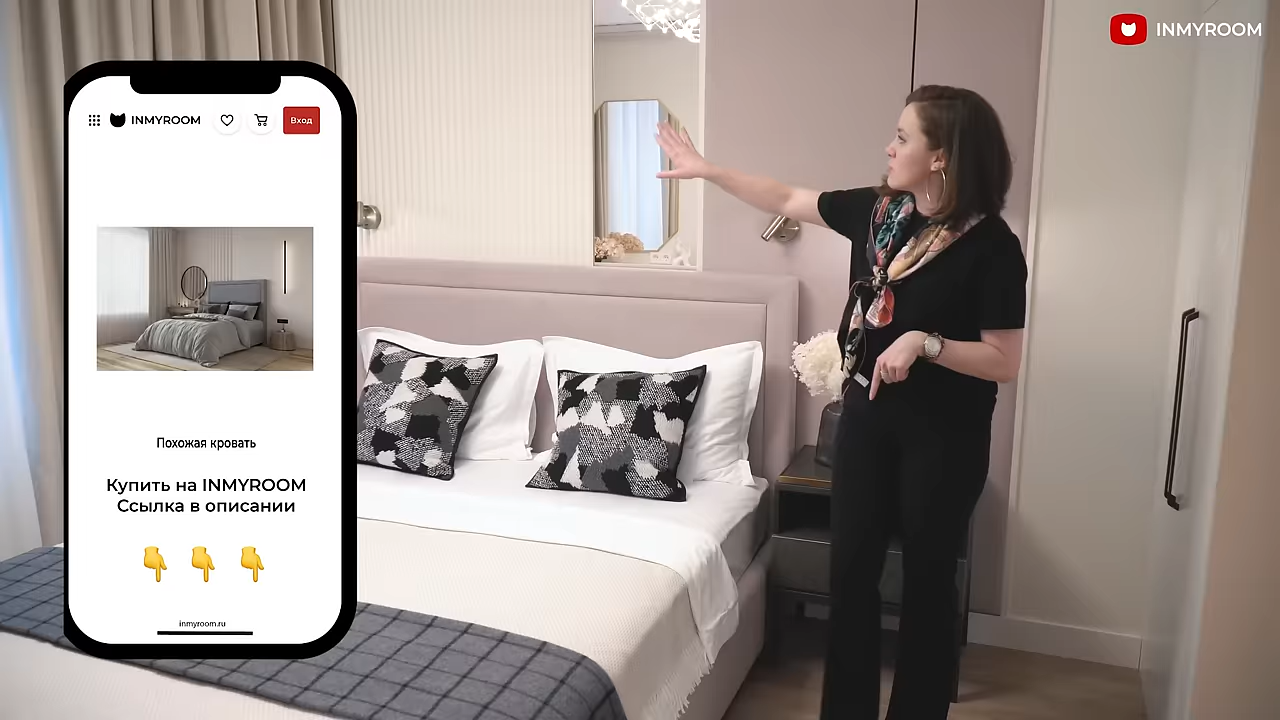 INMYROOM
INMYROOM
Вход
Похожая кровать
Купить на INMYROOM
Ссылка в описании
inmyroom.ru